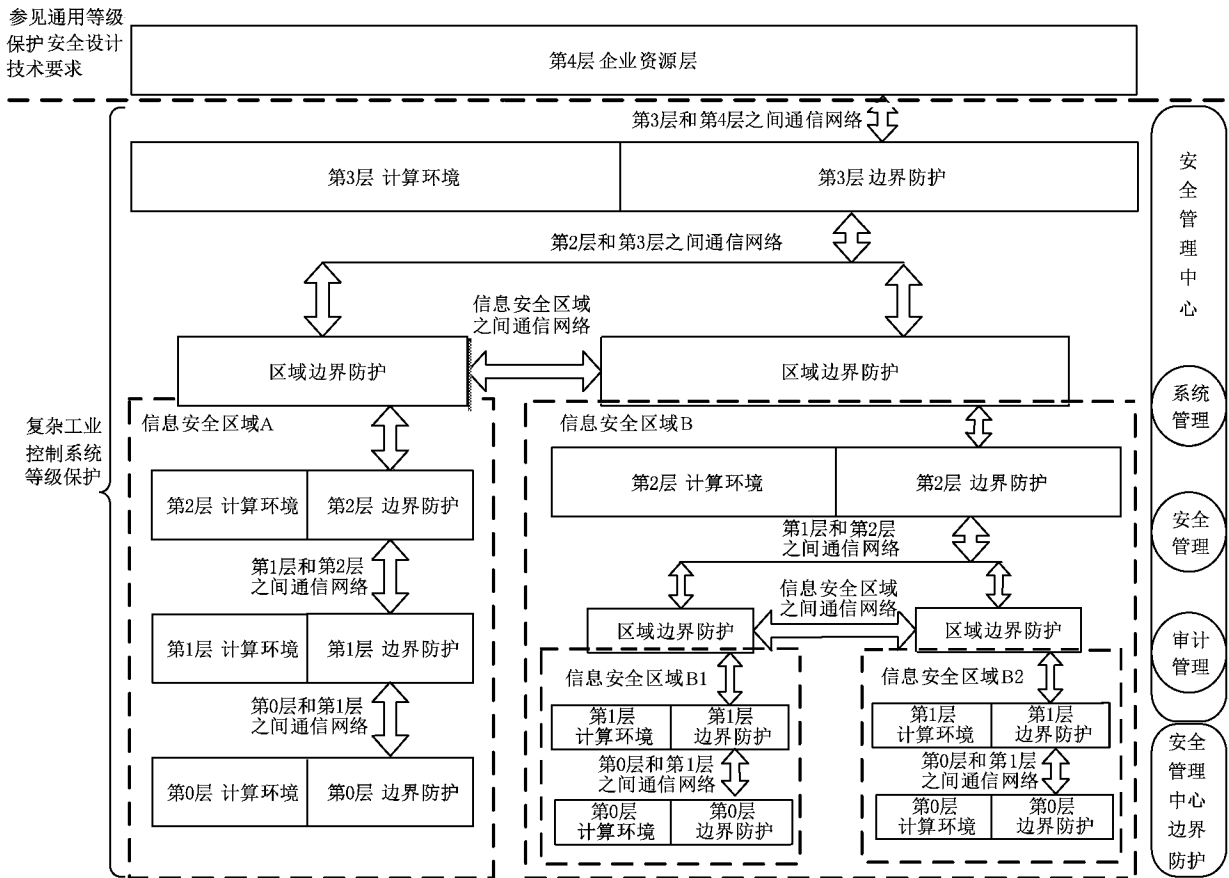 参见通用等级
保护安全设计
技术要求
第4层 企业资源层
第3层和第4层之间通信网络
第3层 计算环境
第3层 边界防护
第2层和第3层之间通信网络
信息安全区域
之间通信网络
区域边界防护
区域边界防护
复杂工业
控制系统
等级保护
信息安全区域A
第2层 计算环境
第2层 边界防护
第1层和第2层
之间通信网络
第1层 计算环境
第1层 边界防护
第0层和第1层
之间通信网络
第0层 计算环境
第0层 边界防护
信息安全区域B
第2层 计算环境
第2层 边界防护
第1层和第2层
之间通信网络
信息安全区域
之间通信网络
区域边界防护
区域边界防护
信息安全区域B1
第1层
计算环境
第1层
边界防护
第0层和第1层
之间通信网络
第0层
计算环境
第0层
边界防护
信息安全区域B2
第1层
计算环境
第1层
边界防护
第0层和第1层
之间通信网络
第0层
计算环境
第0层
边界防护
安
全
管
理
中
心
系统
管理
安全
管理
审计
管理
安全
管理
中心
边界
防护